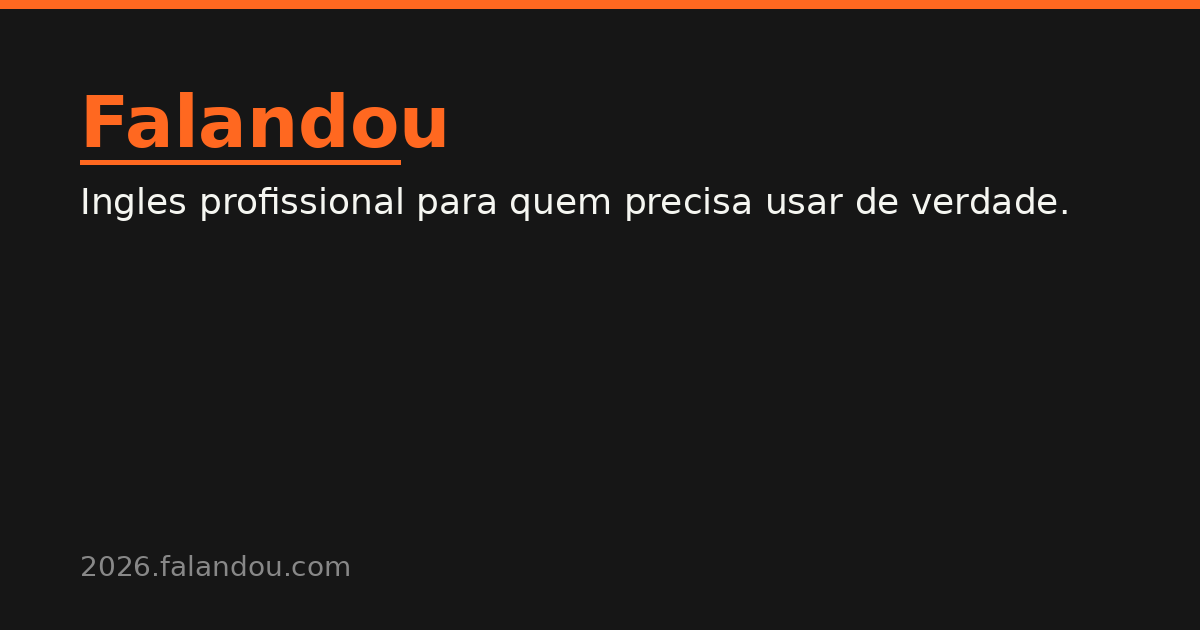 Falandou
Ingles profissional para quem precisa usar de verdade.
2026.falandou.com